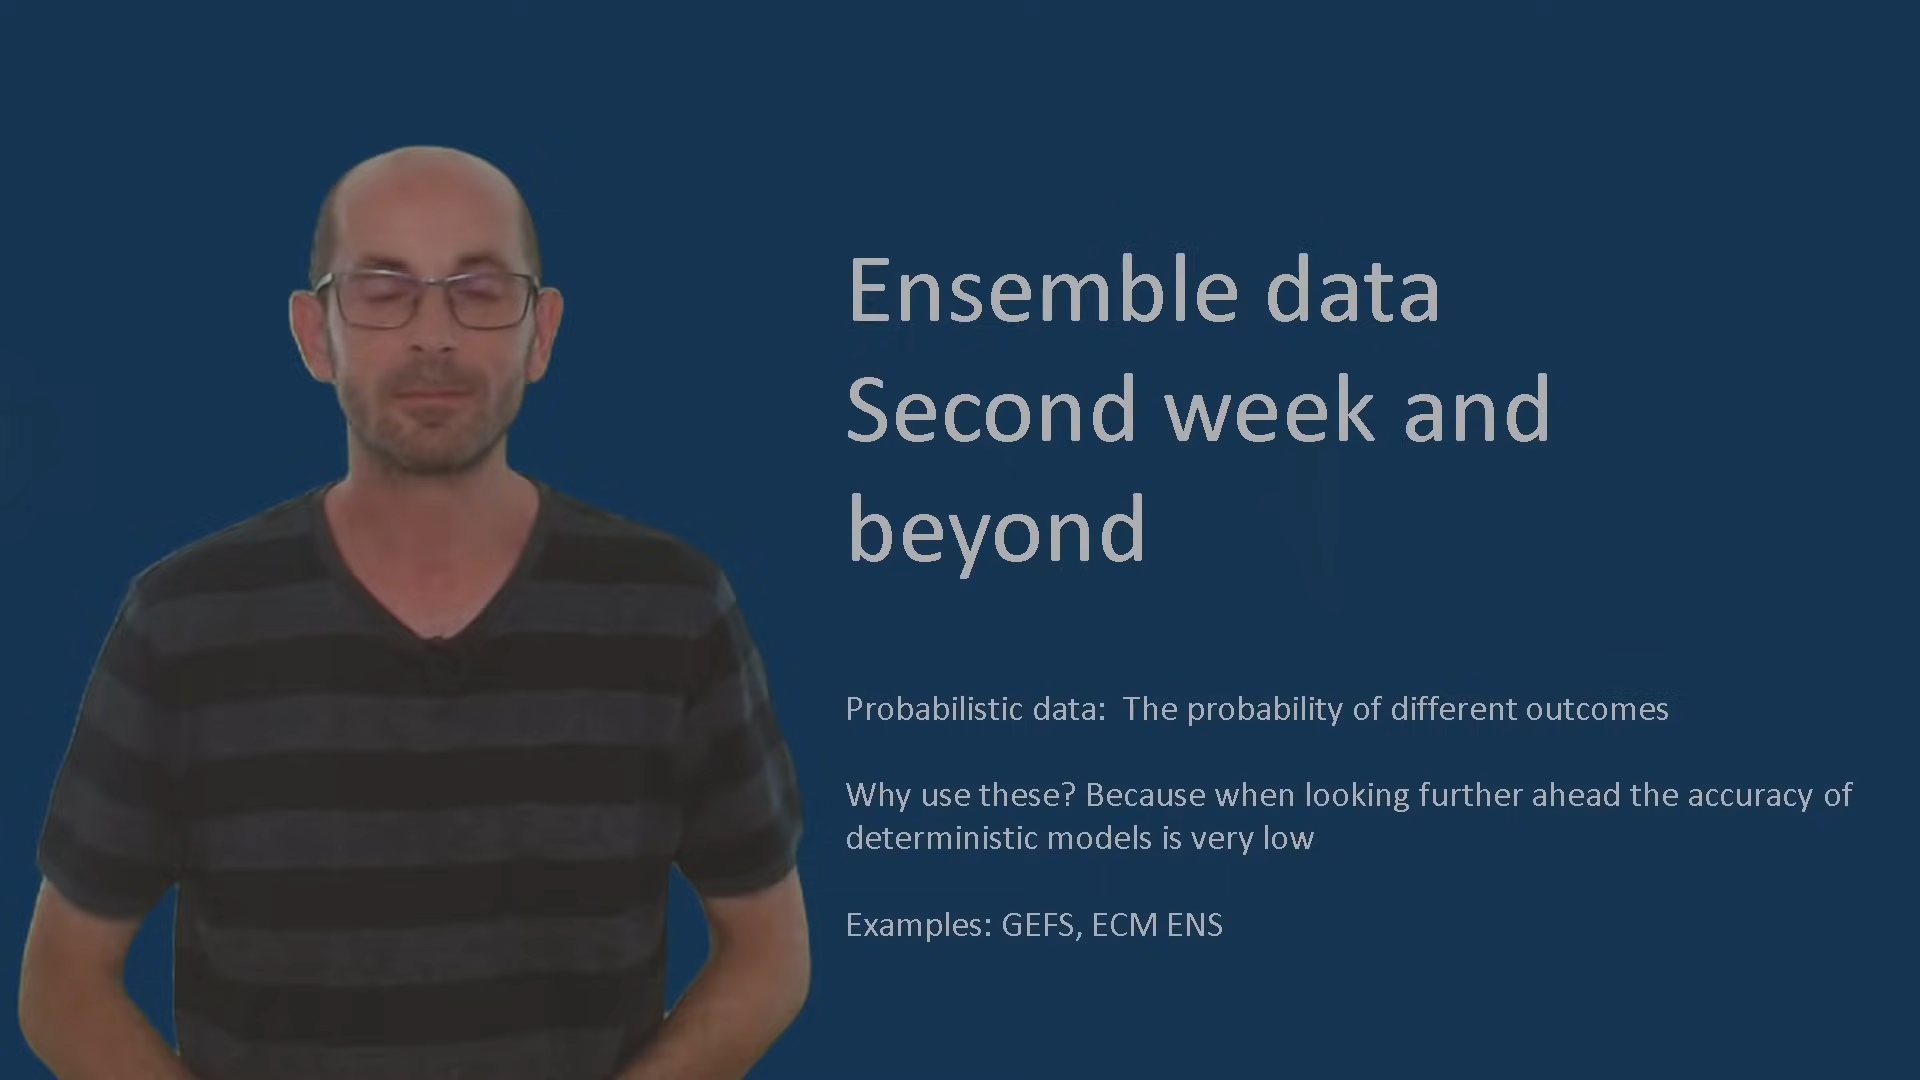 Ensemble data
Second week and
beyond
Probabilistic data:  The probability of different outcomes
Why use these? Because when looking further ahead the accuracy of
deterministic models is very low
Examples: GEFS, ECM ENS